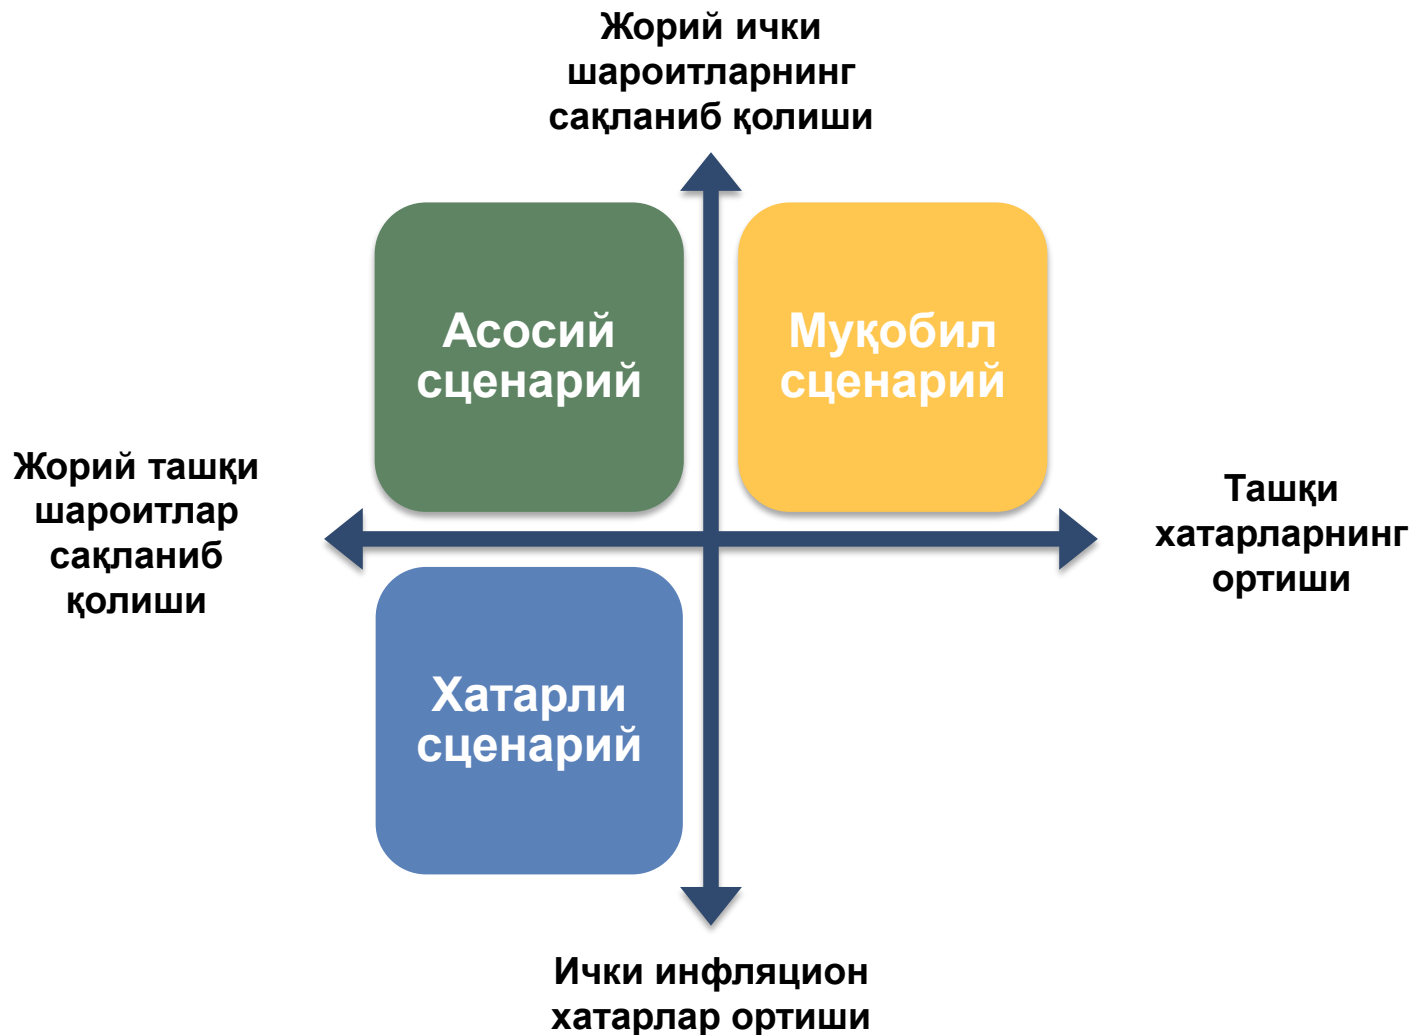 Жорий ички
шароитларнинг
сақланиб қолиши
Асосий
сценарий
Муқобил
сценарий
Жорий ташқи
шароитлар
сақланиб
қолиши
Ташқи
хатарларнинг
ортиши
Хатарли
сценарий
Ички инфляцион
хатарлар ортиши